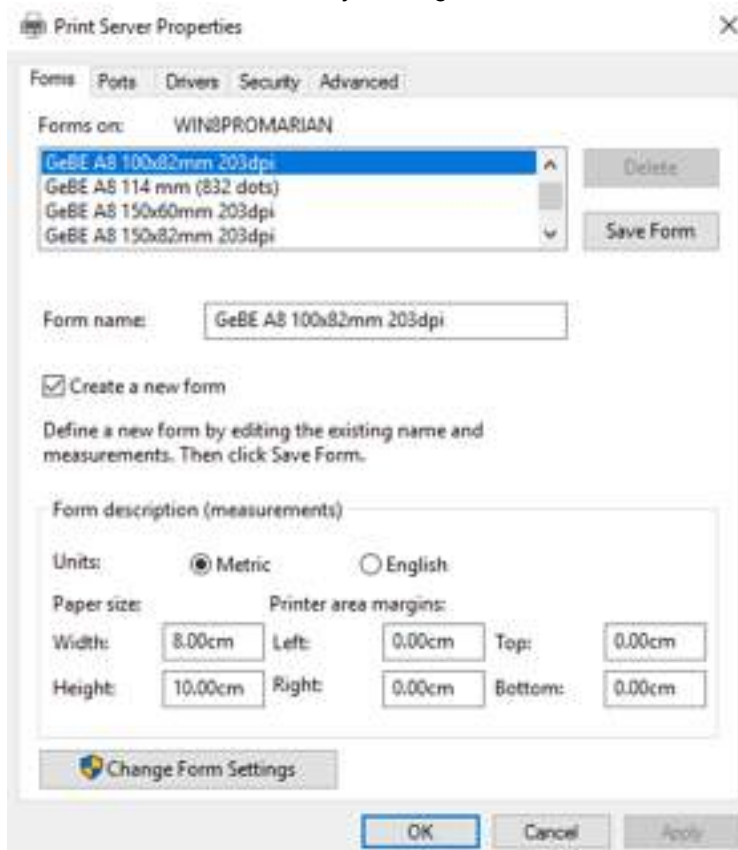 Print Server Properties
Forms Ports Drivers Security Advanced
Forms on: WIN8PROMARIAN
GeBE A8 100x82mm 203dpi
Delete
GeBE A8 114 mm (832 dots)
GeBE A8 150x60mm 203dpi
GeBE A8 150x82mm 203dpi
Save Form
Form name: GeBE A8 100x82mm 203dpi
Create a new form
Define a new form by editing the existing name and
measurements. Then click Save Form.
Form description (measurements)
Units: Metric English
Paper size: Printer area margins:
Width: 8.00cm Left: 0.00cm Top: 0.00cm
Height: 10.00cm Right: 0.00cm Bottom: 0.00cm
Change Form Settings
OK Cancel Apply